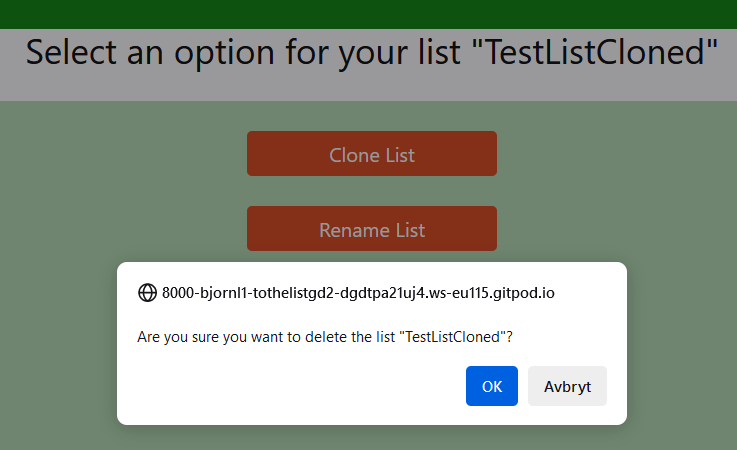 Select an option for your list "TestListCloned"
Clone List
Rename List
8000-bjornl1-tothelistgd2-dgdtpa21uj4.ws-eu115.gitpod.io
Are you sure you want to delete the list "TestListCloned"?
OK
Avbryt